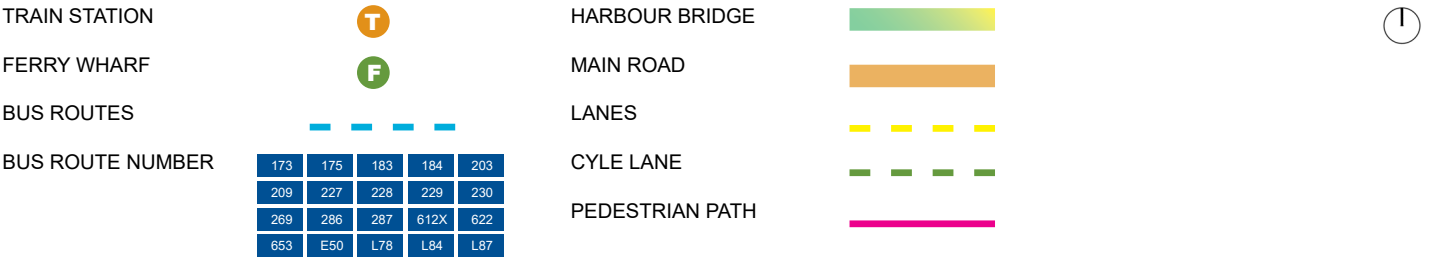 TRAIN STATION T
FERRY WHARF F
BUS ROUTES
BUS ROUTE NUMBER
173 175 183 184 203
209 227 228 229 230
269 286 287 612X 622
653 E50 L78 L84 L87
HARBOUR BRIDGE
MAIN ROAD
LANES
CYLE LANE
PEDESTRIAN PATH